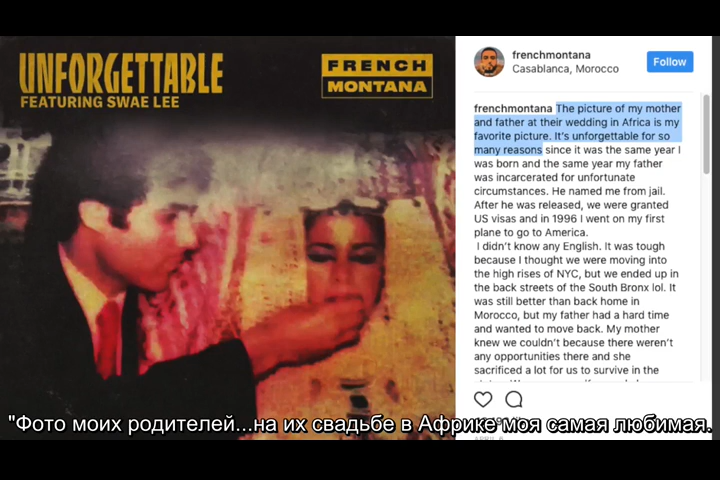 UNFORGETTABLE
FEATURING SWAE LEE
FRENCH
MONTANA
frenchmontana
Casablanca, Morocco
Follow
frenchmontana The picture of my mother
and father at their wedding in Africa is my
favorite picture. It's unforgettable for so
many reasons since it was the same year I
was born and the same year my father
was incarcerated for unfortunate
circumstances. He named me from jail.
After he was released, we were granted
US visas and in 1996 I went on my first
plane to go to America.
I didn't know any English. It was tough
because I thought we were moving into
the high rises of NYC, but we ended up in
the back streets of the South Bronx lol. It
was still better than back home in
Morocco, but my father had a hard time
and wanted to move back. My mother
knew we couldn't because there weren't
any opportunities there and she
sacrificed a lot for us to survive in the
"Фото моих родителей...на их свадьбе в Африке моя самая любимая.
APRIL 6